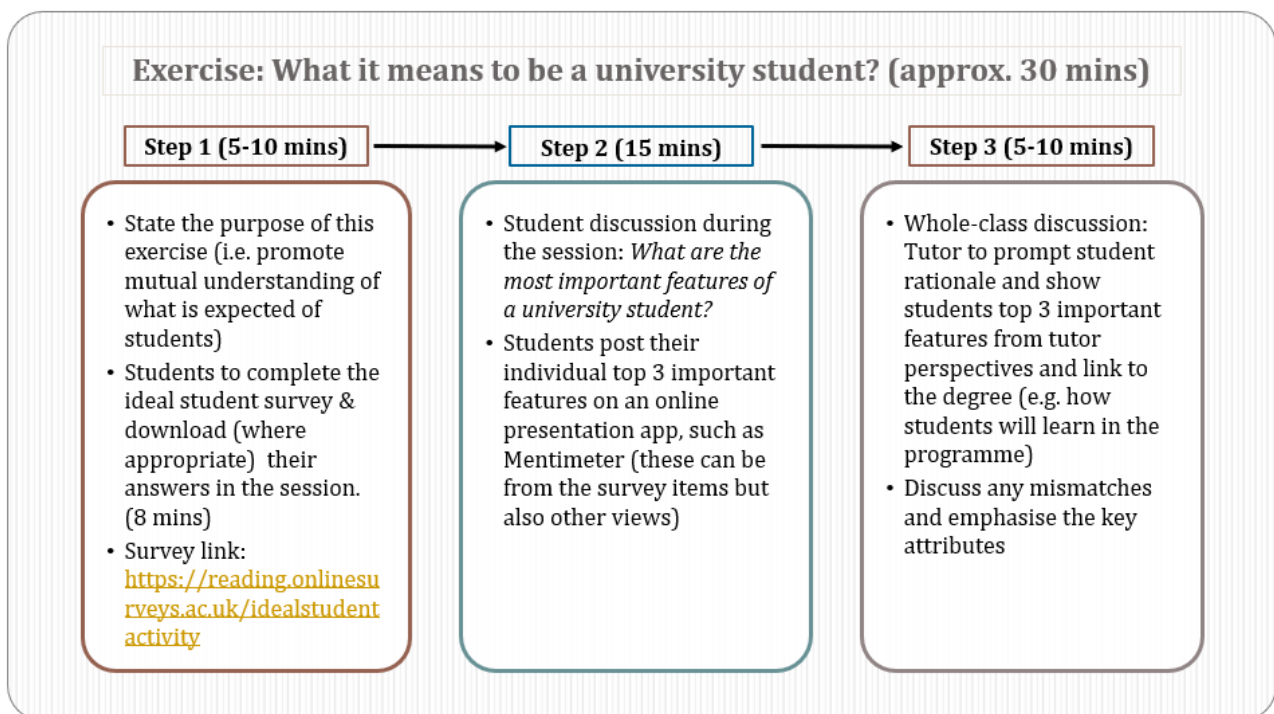 Exercise: What it means to be a university student? (approx. 30 mins)
Step 1 (5-10 mins)
• State the purpose of this
exercise (i.e. promote
mutual understanding of
what is expected of
students)
• Students to complete the
ideal student survey &
download (where
appropriate)  their
answers in the session.
(8 mins)
• Survey link:
https://reading.onlinesu
rveys.ac.uk/idealstudent
activity
Step 2 (15 mins)
• Student discussion during
the session: What are the
most important features of
a university student?
• Students post their
individual top 3 important
features on an online
presentation app, such as
Mentimeter (these can be
from the survey items but
also other views)
Step 3 (5-10 mins)
• Whole-class discussion:
Tutor to prompt student
rationale and show
students top 3 important
features from tutor
perspectives and link to
the degree (e.g. how
students will learn in the
programme)
• Discuss any mismatches
and emphasise the key
attributes